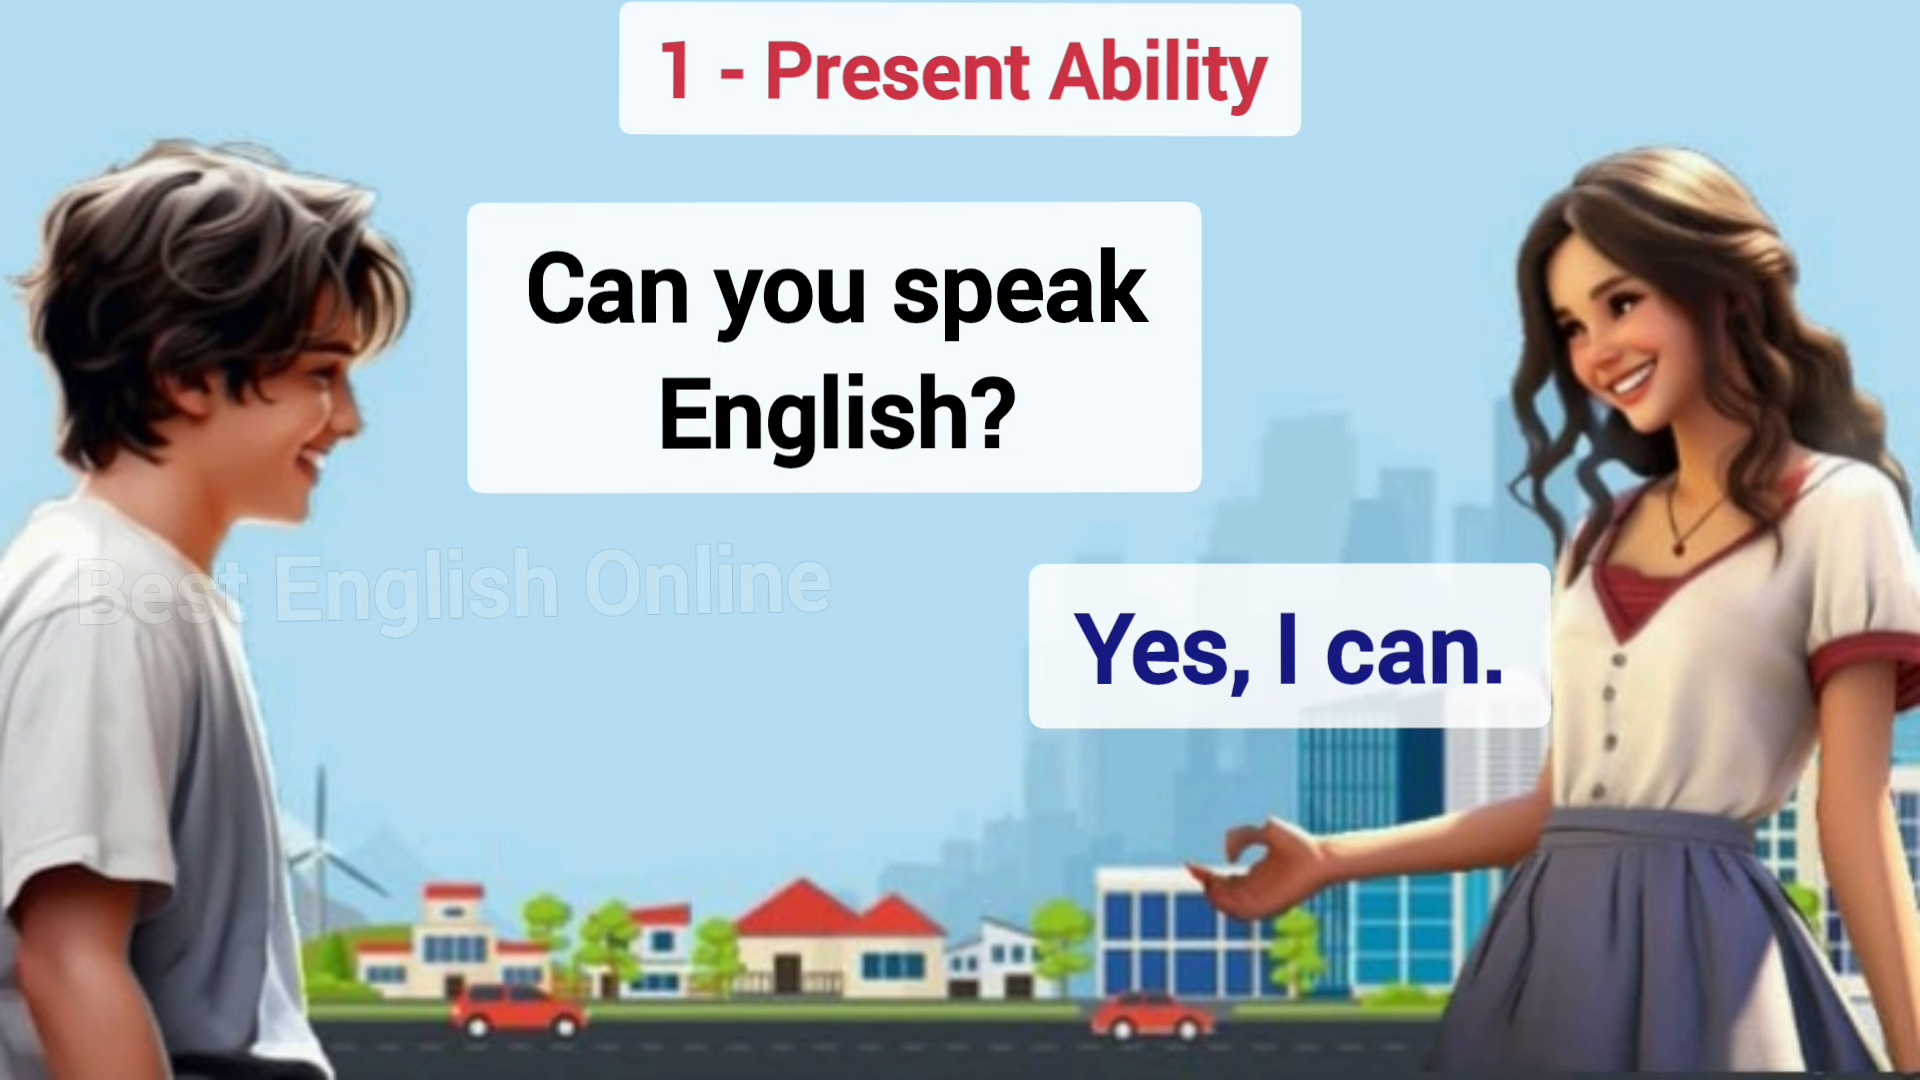 1 - Present Ability
Can you speak
English?
Best English Online
Yes, I can.